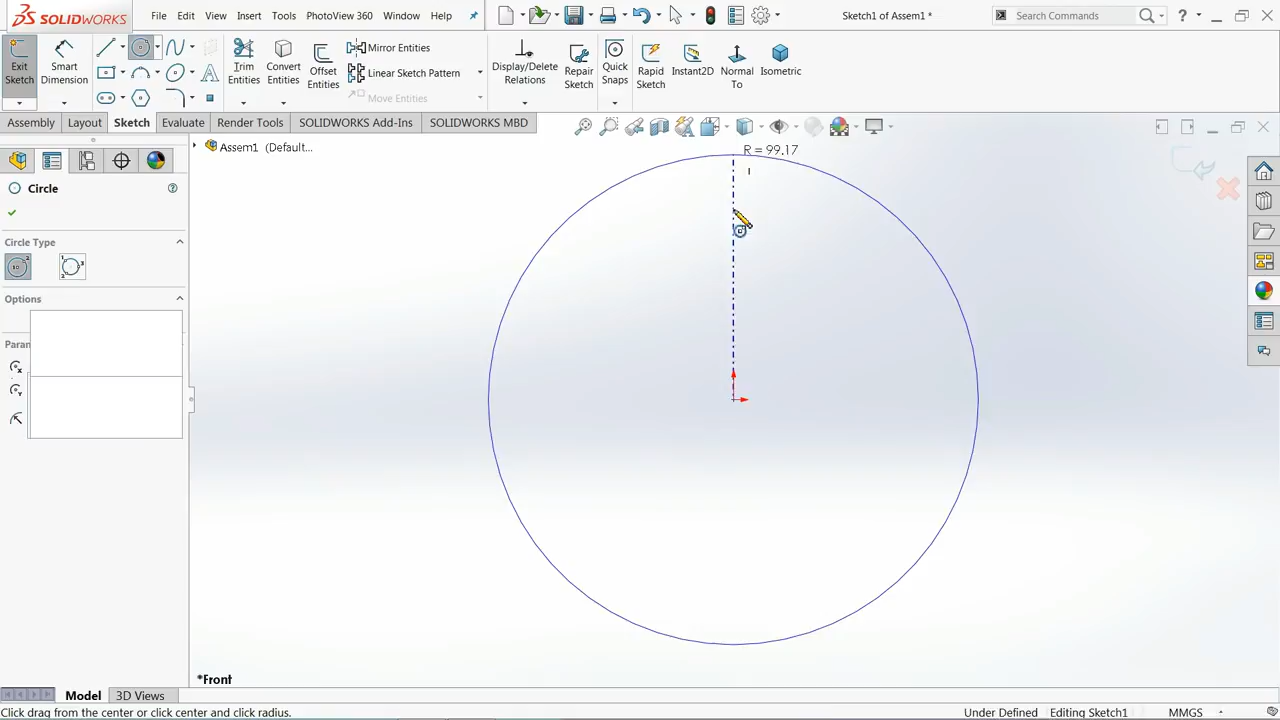 SOLIDWORKS File Edit View Insert Tools PhotoView 360 Window Help Sketch1 of Assem1 * Search Commands ?
Exit Sketch
Smart Dimension
Trim Entities
Convert Entities
Offset Entities
Mirror Entities
Linear Sketch Pattern
Move Entities
Display/Delete Relations
Repair Sketch
Quick Snaps
Rapid Sketch
Instant2D
Normal To
Isometric
Assembly Layout Sketch Evaluate Render Tools SOLIDWORKS Add-Ins SOLIDWORKS MBD
Assem1 (Default...
R = 99.17
Circle
Circle Type
Options
Param
*Front
Model 3D Views
Click drag from the center or click center and click radius. Under Defined Editing Sketch1 MMGS